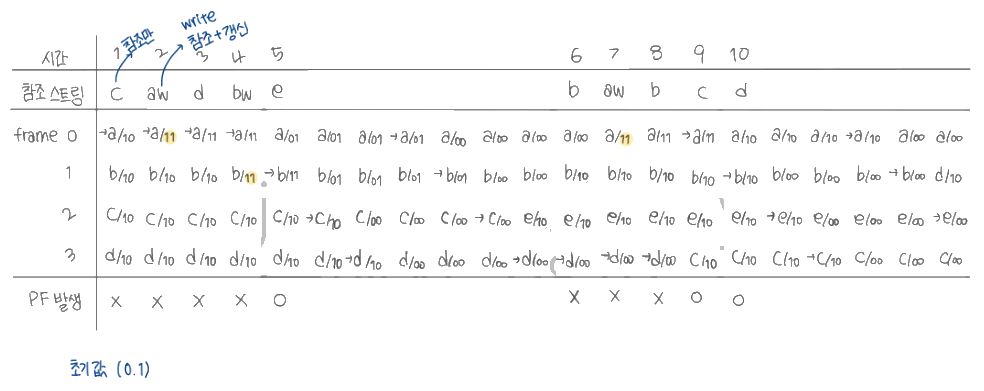 write
참조만 참조+갱신
시간 1 2 3 4 5 6 7 8 9 10
참조 스트링 c aw d bw e b aw b c d
frame 0 →a/10 →a/11 →a/11 →a/11 a/01 a/01 a/01 →a/01 a/00 a/00 a/00 a/11 a/11 →a/11 a/10 a/10 a/10 →a/10 a/00 a/00
1 b/10 b/10 b/10 b/11 →b/11 b/01 b/01 b/01 →b/01 b/00 b/00 b/10 b/10 b/10 b/10 →b/10 b/00 b/00 b/00 →b/00 d/10
2 c/10 c/10 c/10 c/10 c/10 →c/10 c/00 c/00 c/00 →c/00 e/10 e/10 e/10 e/10 e/10 e/10 →e/10 e/00 e/00 e/00 →e/00
3 d/10 d/10 d/10 d/10 d/10 d/10 →d/10 d/00 d/00 d/00 →d/00 →d/00 →d/00 →d/00 c/10 c/10 c/10 →c/10 c/00 c/00 c/00
PF 발생 X X X X O X X X O O
초기값 (0.1)